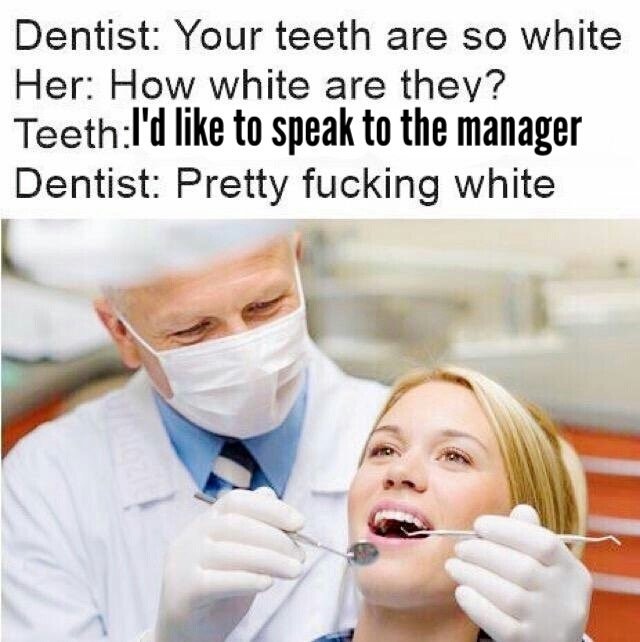 Dentist: Your teeth are so white
Her: How white are they?
Teeth:I'd like to speak to the manager
Dentist: Pretty fucking white